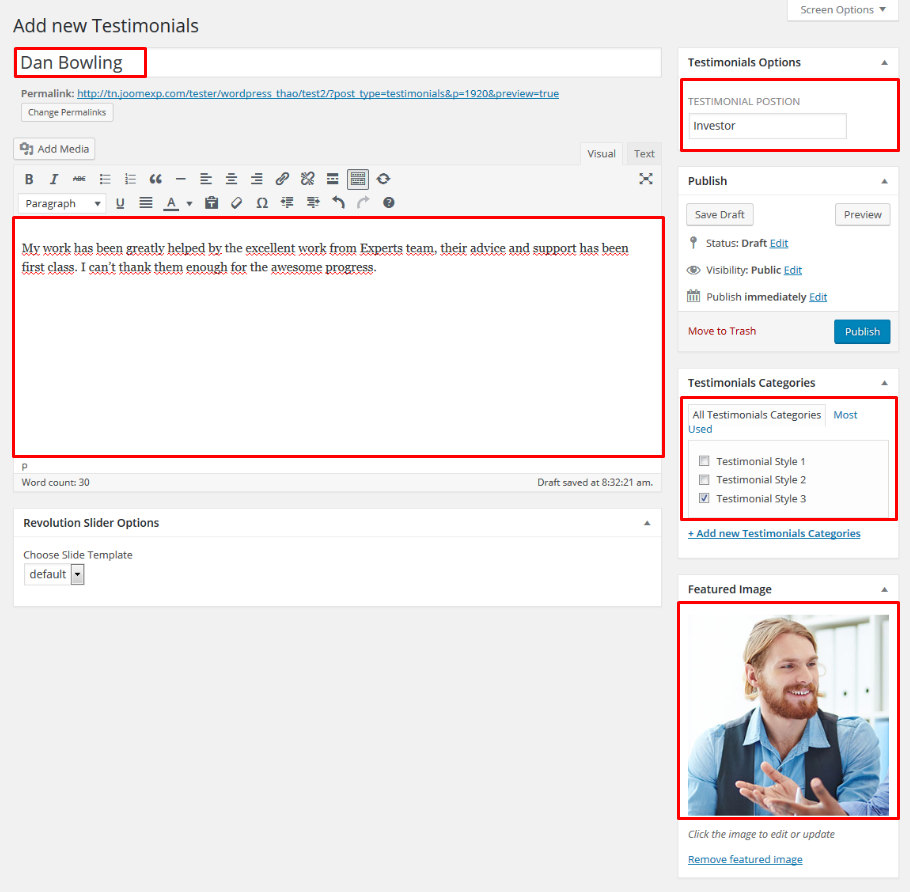 Screen Options
Add new Testimonials
Dan Bowling
Permalink: http://tn.joomexp.com/tester/wordpress_thao/test2/?post_type=testimonials&p=1920&preview=true
Change Permalinks
Add Media
Visual
Text
B I ABC
Paragraph U A
My work has been greatly helped by the excellent work from Experts team, their advice and support has been
first class. I can't thank them enough for the awesome progress.
p
Word count: 30
Draft saved at 8:32:21 am.
Revolution Slider Options
Choose Slide Template
default
Testimonials Options
TESTIMONIAL POSTION
Investor
Publish
Save Draft
Preview
Status: Draft Edit
Visibility: Public Edit
Publish immediately Edit
Move to Trash
Publish
Testimonials Categories
All Testimonials Categories
Most
Used
Testimonial Style 1
Testimonial Style 2
Testimonial Style 3
+ Add new Testimonials Categories
Featured Image
Click the image to edit or update
Remove featured image